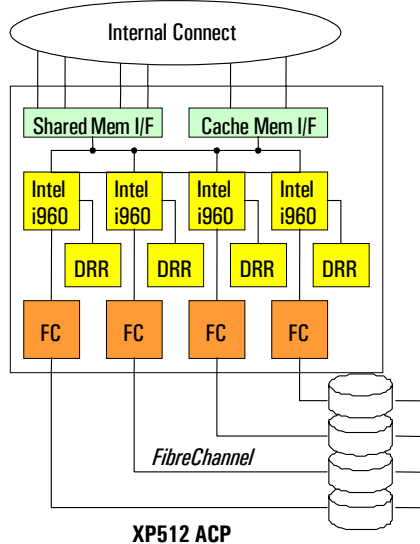 Internal Connect
Shared Mem I/F Cache Mem I/F
Intel Intel Intel Intel
i960 i960 i960 i960
DRR DRR DRR DRR
FC FC FC FC
FibreChannel
XP512 ACP